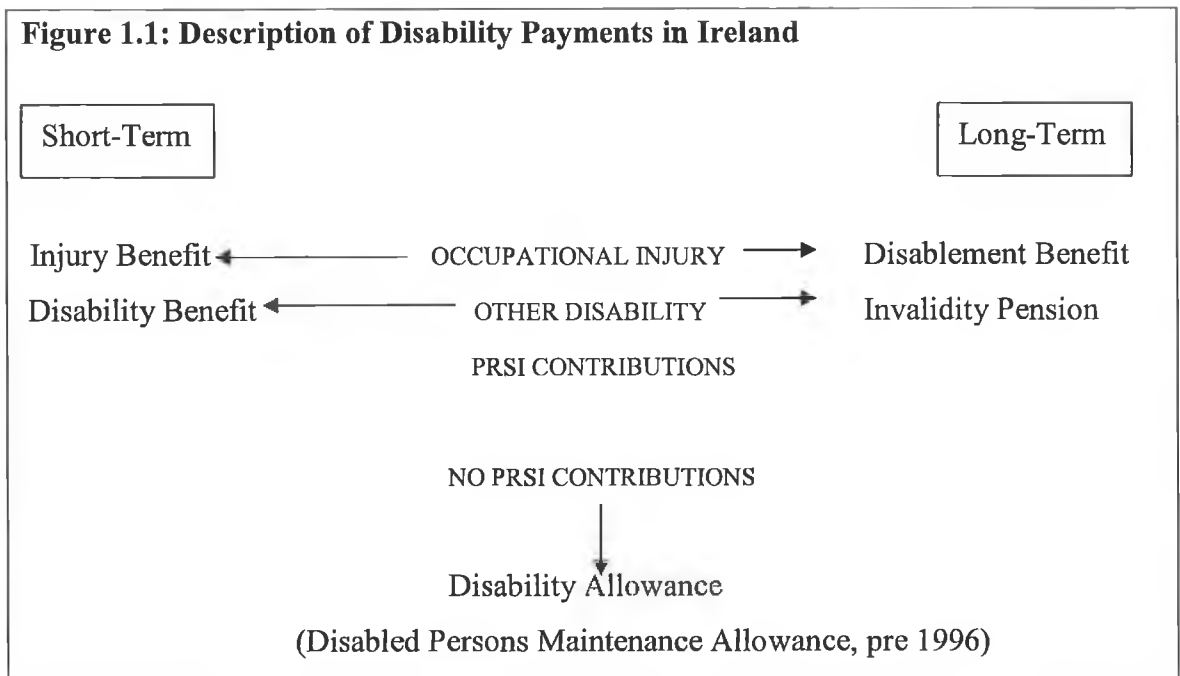 Figure 1.1: Description of Disability Payments in Ireland
Short-Term Long-Term
Injury Benefit OCCUPATIONAL INJURY Disablement Benefit
Disability Benefit OTHER DISABILITY Invalidity Pension
PRSI CONTRIBUTIONS
NO PRSI CONTRIBUTIONS
Disability Allowance
(Disabled Persons Maintenance Allowance, pre 1996)